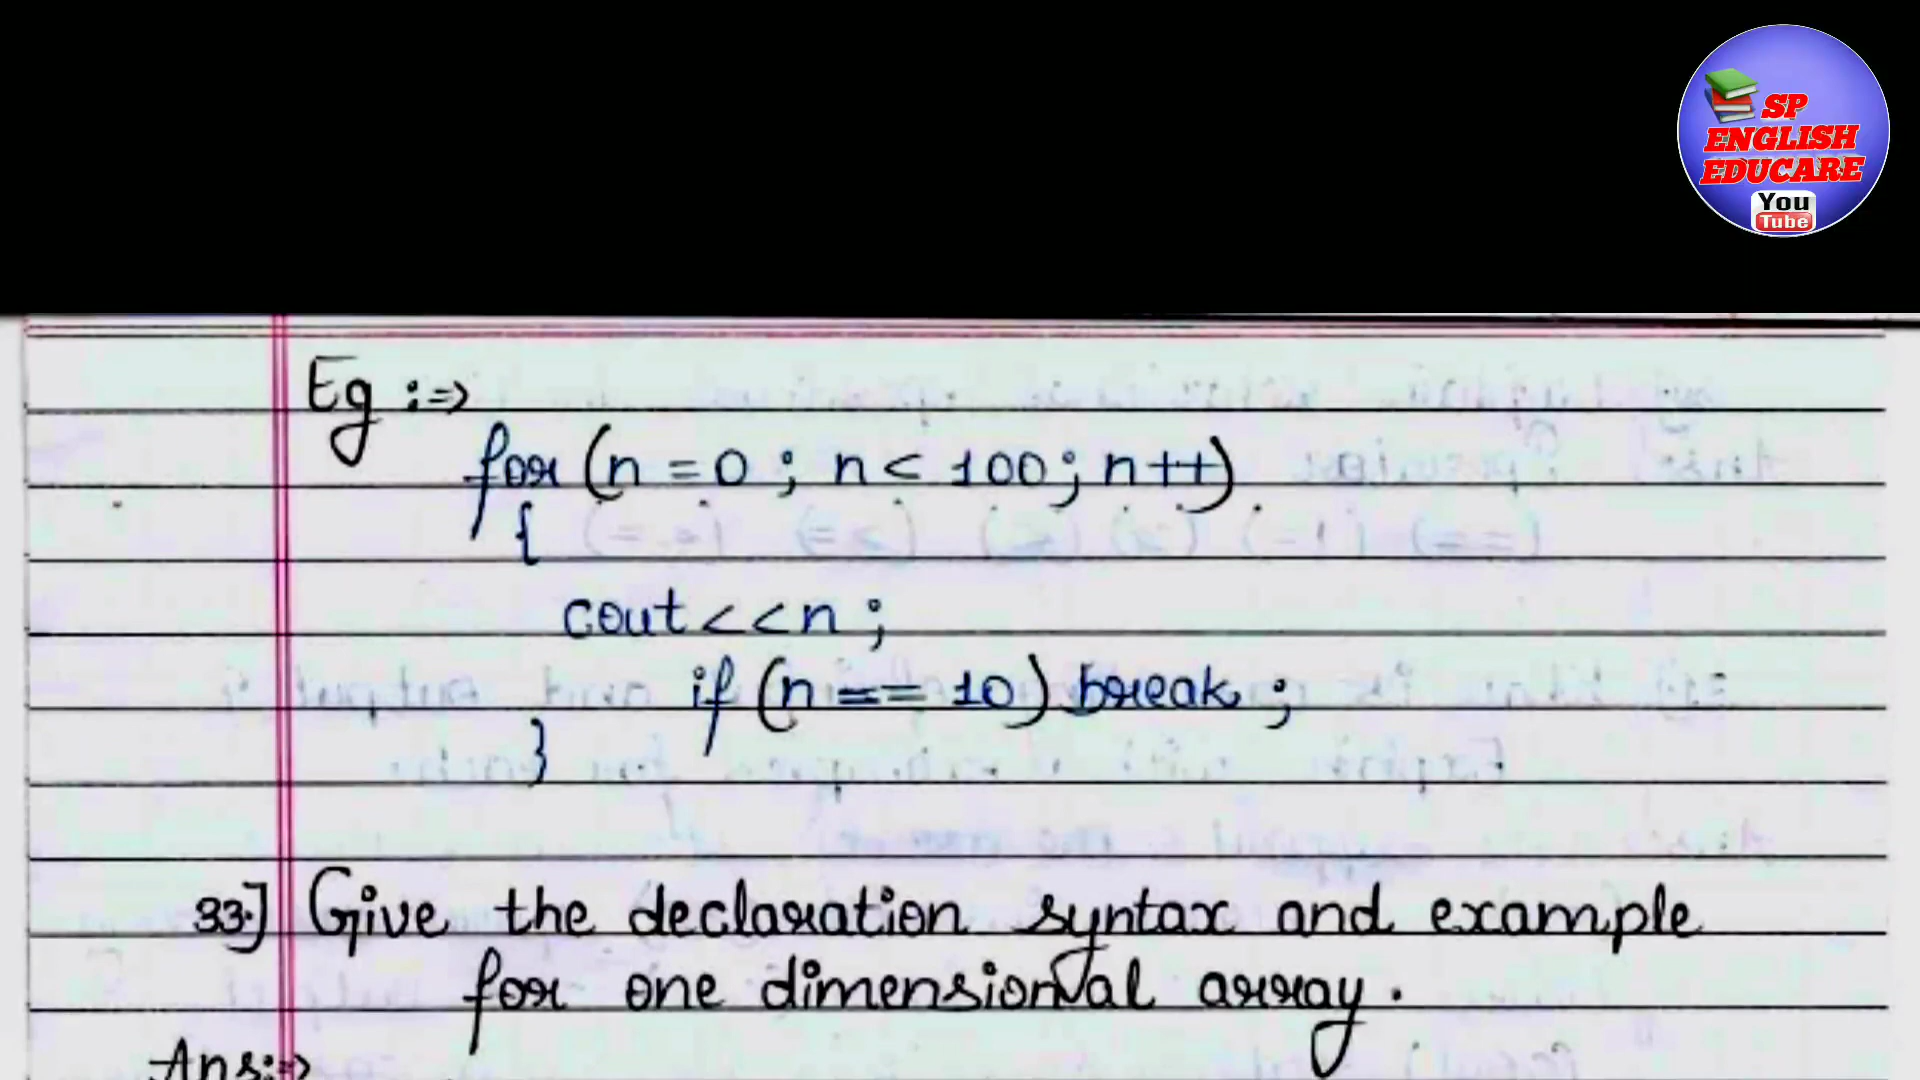 SP
ENGLISH
EDUCARE
You
Tube
Eg :=>
for (n = 0 ; n < 100; n++)
{
cout << n ;
if (n == 10) break ;
}
33.] Give the declaration syntax and example
for one dimensional array.
Ans:=>